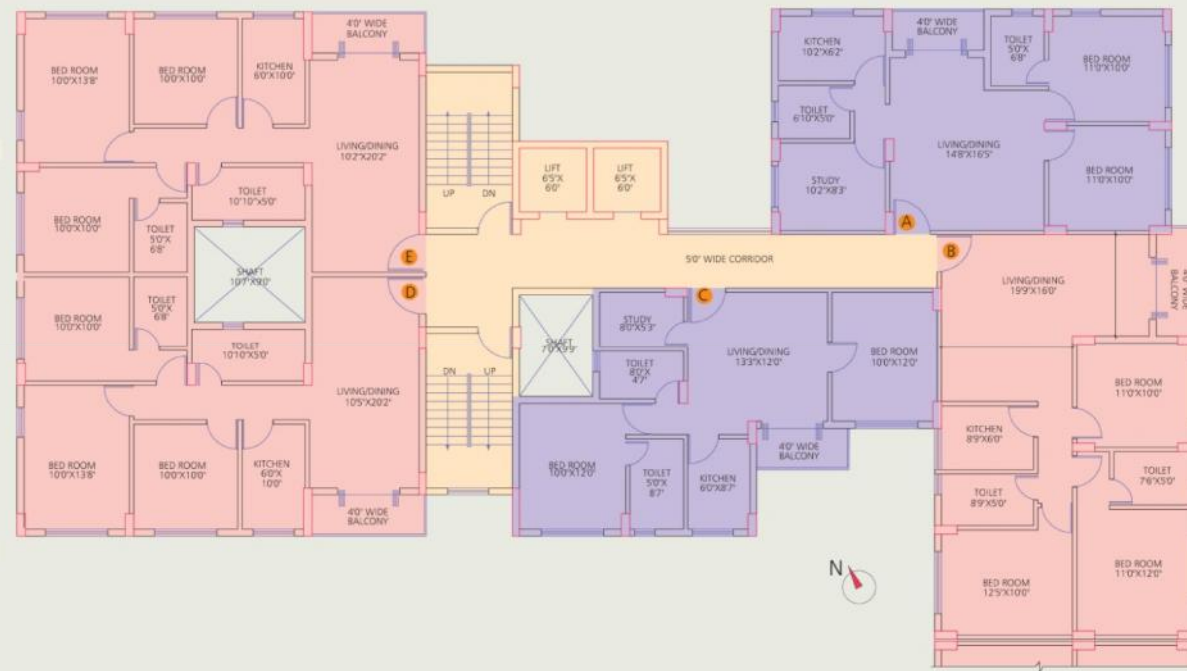 BED ROOM
10'0"X13'8"
BED ROOM
10'0"X10'0"
KITCHEN
6'0"X10'0"
4'0" WIDE
BALCONY
LIVING/DINING
10'2"X20'2"
BED ROOM
10'0"X10'0"
TOILET
5'0"X
6'8"
TOILET
10'10"x5'0"
SHAFT
10'7"X9'0"
E
D
BED ROOM
10'0"X10'0"
TOILET
5'0"X
6'8"
TOILET
10'10"X5'0"
LIVING/DINING
10'5"X20'2"
BED ROOM
10'0"X13'8"
BED ROOM
10'0"X10'0"
KITCHEN
6'0"X
10'0"
4'0" WIDE
BALCONY
UP
DN
LIFT
6'5"X
6'0"
LIFT
6'5"X
6'0"
5'0" WIDE CORRIDOR
DN
UP
SHAFT
7'0"X9'9"
KITCHEN
10'2"X6'2"
4'0" WIDE
BALCONY
TOILET
5'0"X
6'8"
BED ROOM
11'0"X10'0"
TOILET
6'10"X5'0"
LIVING/DINING
14'8"X16'5"
STUDY
10'2"X8'3"
BED ROOM
11'0"X10'0"
A
B
C
STUDY
8'0"X5'3"
TOILET
8'0"X
4'7"
LIVING/DINING
13'3"X12'0"
BED ROOM
10'0"X12'0"
BED ROOM
10'0"X12'0"
TOILET
5'0"X
8'7"
KITCHEN
6'0"X8'7"
4'0" WIDE
BALCONY
LIVING/DINING
19'9"X16'0"
4'0" WIDE
BALCONY
BED ROOM
11'0"X10'0"
KITCHEN
8'9"X6'0"
TOILET
8'9"X5'0"
TOILET
7'6"X5'0"
BED ROOM
12'5"X10'0"
BED ROOM
11'0"X12'0"
N